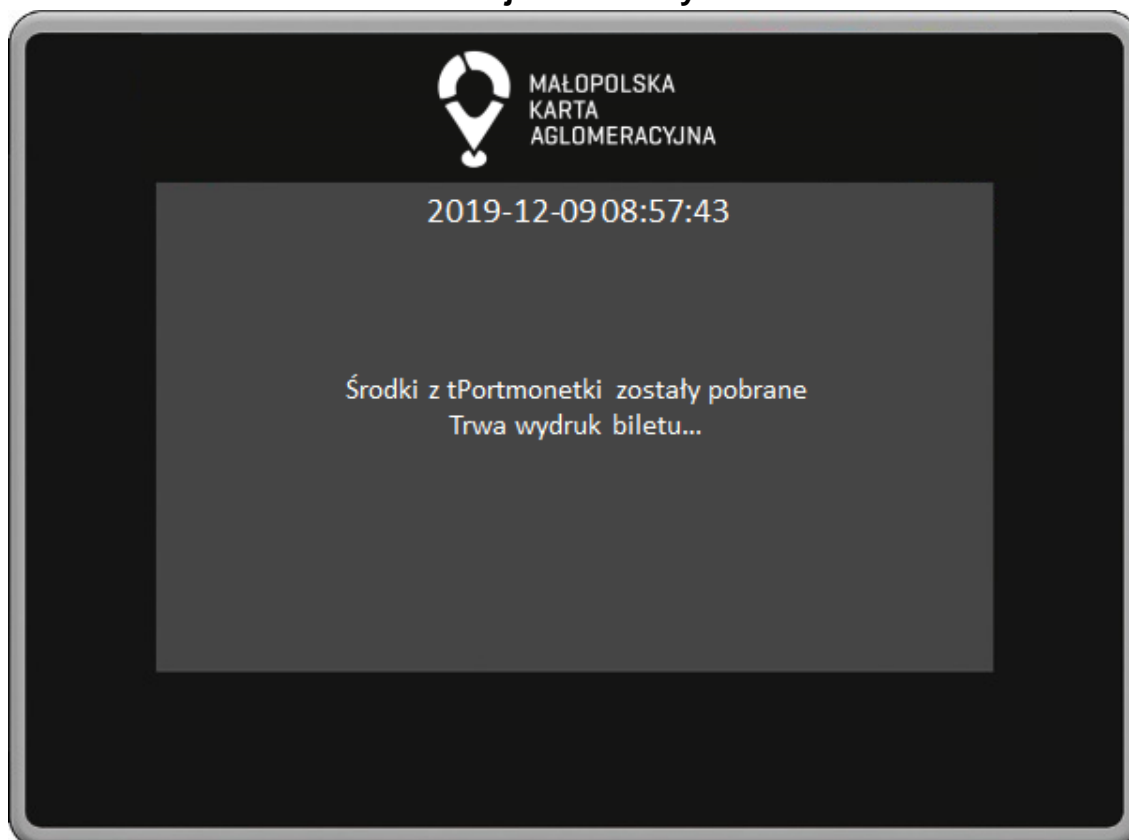 MAŁOPOLSKA
KARTA
AGLOMERACYJNA
2019-12-09 08:57:43
Środki z tPortmonetki zostały pobrane
Trwa wydruk biletu...